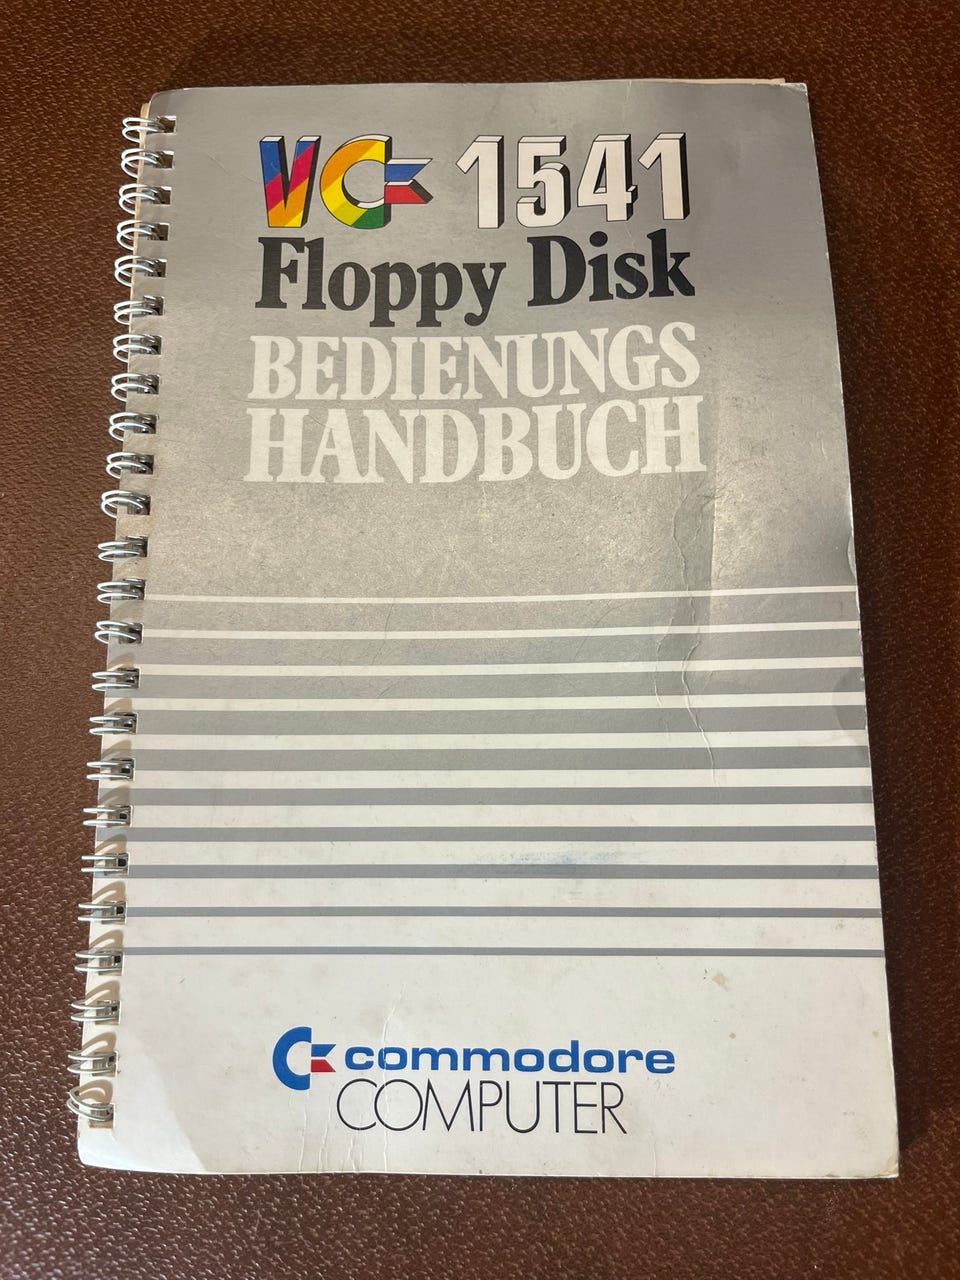 VC 1541
Floppy Disk
BEDIENUNGS
HANDBUCH
commodore
COMPUTER